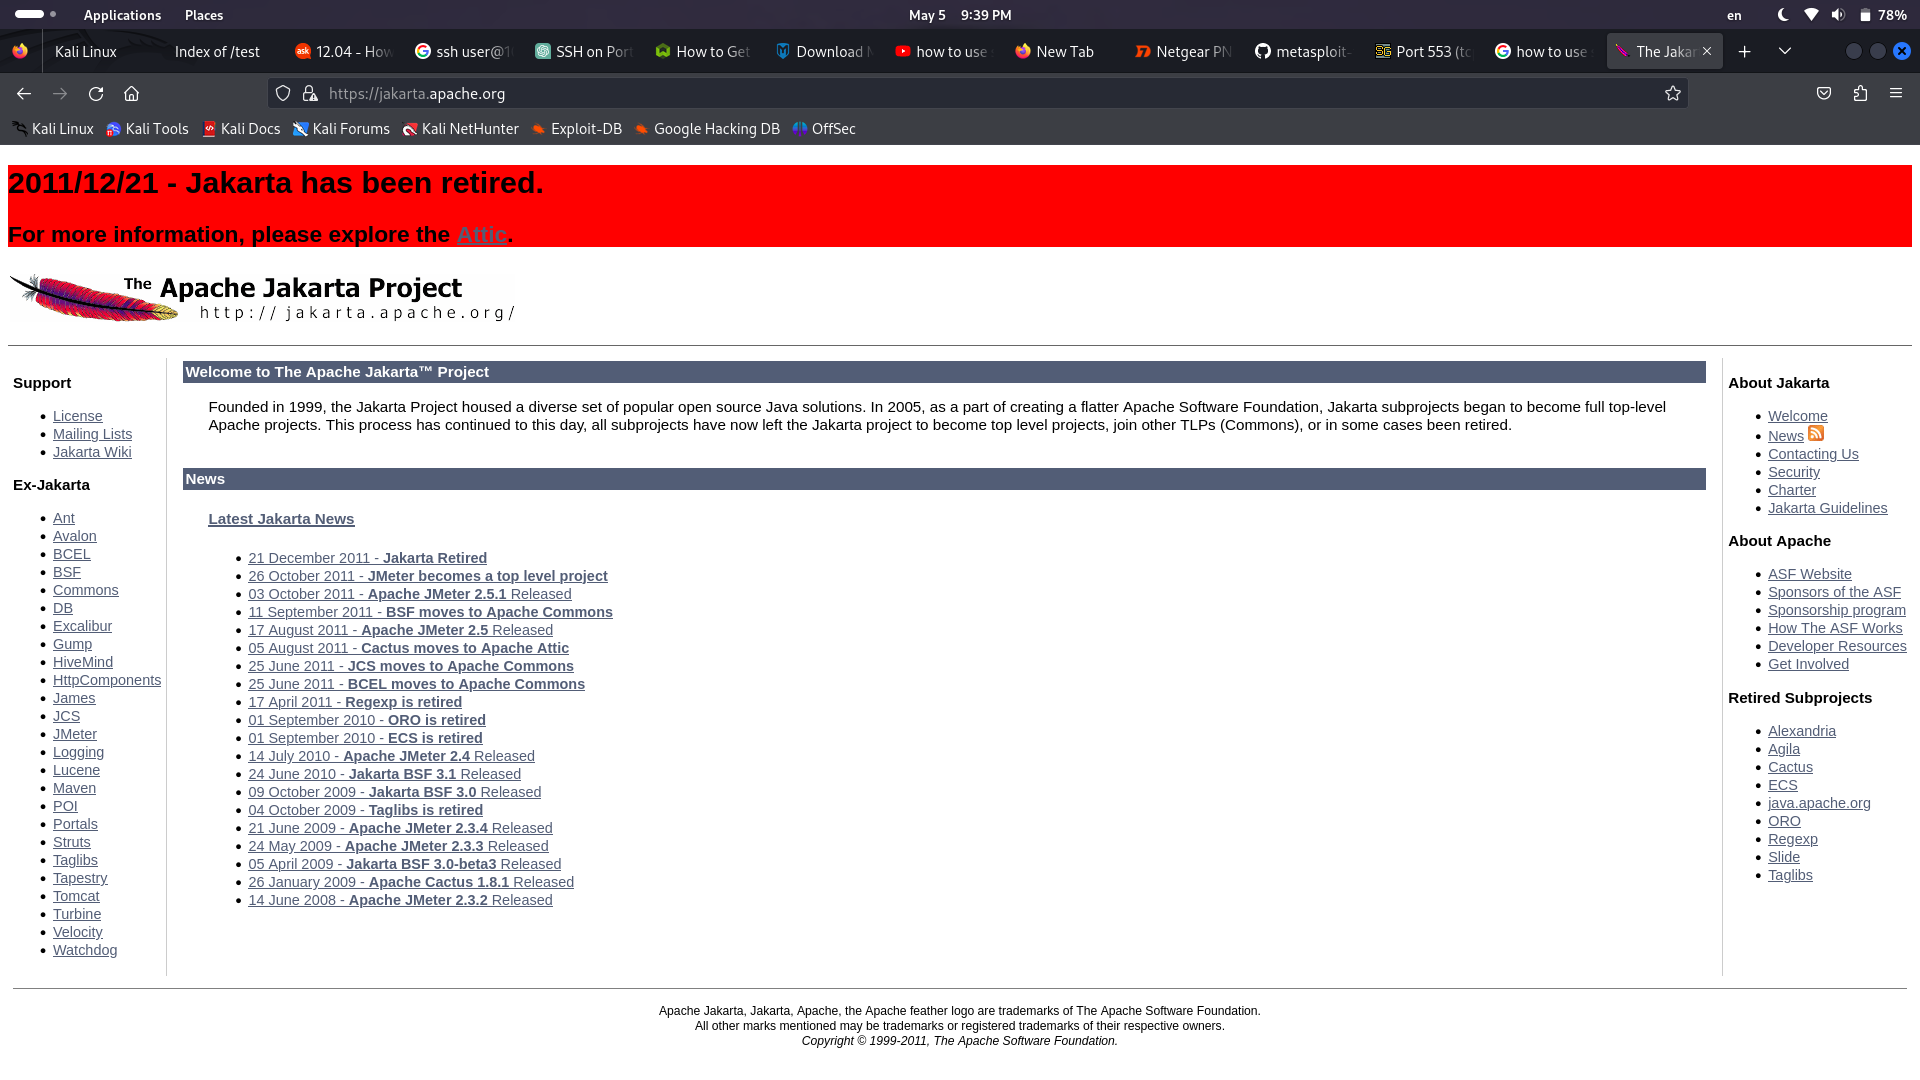 Applications Places May 5 9:39 PM en 78%
Kali Linux Index of /test 12.04 - How ssh user@1 SSH on Port How to Get Download how to use New Tab Netgear PN metasploit- Port 553 (tc how to use The Jakar
https://jakarta.apache.org
Kali Linux Kali Tools Kali Docs Kali Forums Kali NetHunter Exploit-DB Google Hacking DB OffSec
2011/12/21 - Jakarta has been retired.
For more information, please explore the Attic.
The Apache Jakarta Project
http://jakarta.apache.org/
Support
License
Mailing Lists
Jakarta Wiki
Ex-Jakarta
Ant
Avalon
BCEL
BSF
Commons
DB
Excalibur
Gump
HiveMind
HttpComponents
James
JCS
JMeter
Logging
Lucene
Maven
POI
Portals
Struts
Taglibs
Tapestry
Tomcat
Turbine
Velocity
Watchdog
Welcome to The Apache Jakarta™ Project
Founded in 1999, the Jakarta Project housed a diverse set of popular open source Java solutions. In 2005, as a part of creating a flatter Apache Software Foundation, Jakarta subprojects began to become full top-level
Apache projects. This process has continued to this day, all subprojects have now left the Jakarta project to become top level projects, join other TLPs (Commons), or in some cases been retired.
News
Latest Jakarta News
21 December 2011 - Jakarta Retired
26 October 2011 - JMeter becomes a top level project
03 October 2011 - Apache JMeter 2.5.1 Released
11 September 2011 - BSF moves to Apache Commons
17 August 2011 - Apache JMeter 2.5 Released
05 August 2011 - Cactus moves to Apache Attic
25 June 2011 - JCS moves to Apache Commons
25 June 2011 - BCEL moves to Apache Commons
17 April 2011 - Regexp is retired
01 September 2010 - ORO is retired
01 September 2010 - ECS is retired
14 July 2010 - Apache JMeter 2.4 Released
24 June 2010 - Jakarta BSF 3.1 Released
09 October 2009 - Jakarta BSF 3.0 Released
04 October 2009 - Taglibs is retired
21 June 2009 - Apache JMeter 2.3.4 Released
24 May 2009 - Apache JMeter 2.3.3 Released
05 April 2009 - Jakarta BSF 3.0-beta3 Released
26 January 2009 - Apache Cactus 1.8.1 Released
14 June 2008 - Apache JMeter 2.3.2 Released
About Jakarta
Welcome
News
Contacting Us
Security
Charter
Jakarta Guidelines
About Apache
ASF Website
Sponsors of the ASF
Sponsorship program
How The ASF Works
Developer Resources
Get Involved
Retired Subprojects
Alexandria
Agila
Cactus
ECS
java.apache.org
ORO
Regexp
Slide
Taglibs
Apache Jakarta, Jakarta, Apache, the Apache feather logo are trademarks of The Apache Software Foundation.
All other marks mentioned may be trademarks or registered trademarks of their respective owners.
Copyright © 1999-2011, The Apache Software Foundation.